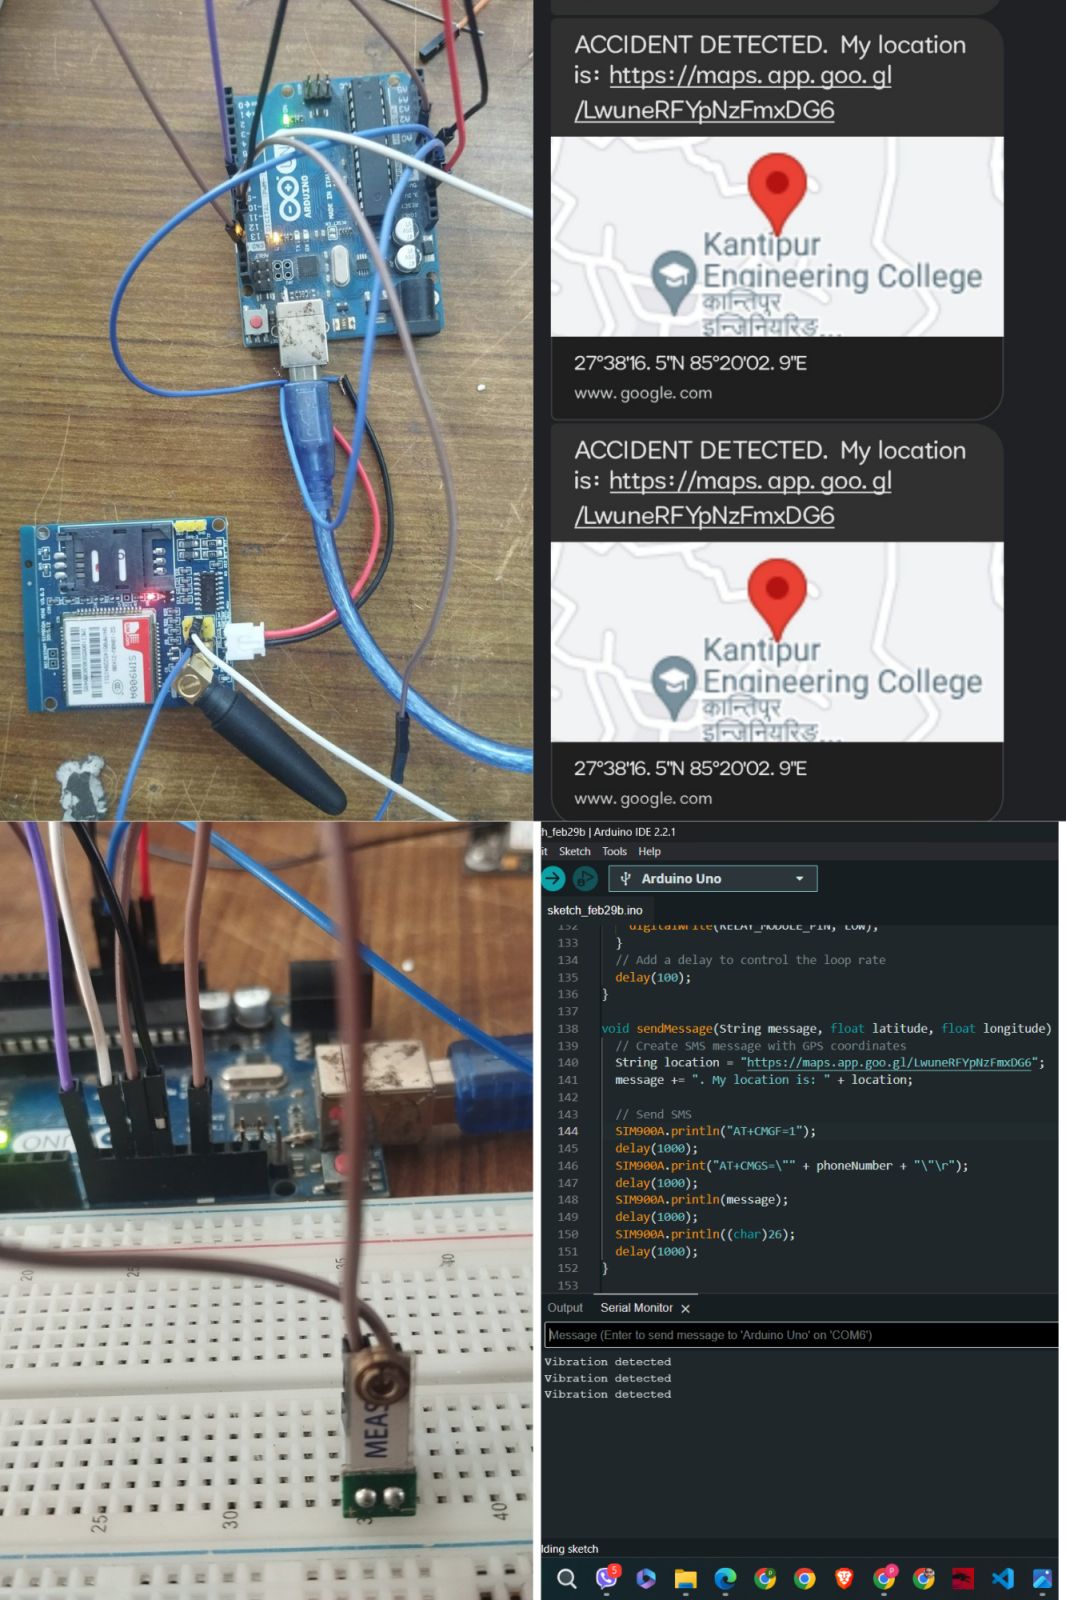 ACCIDENT DETECTED. My location
is: https://maps.app.goo.gl
/LwuneRFYpNzFmxDG6
Kantipur
Engineering College
कान्तिपुर
इन्जिनियरिङ...
27°38'16.5"N 85°20'02.9"E
www.google.com
ACCIDENT DETECTED. My location
is: https://maps.app.goo.gl
/LwuneRFYpNzFmxDG6
Kantipur
Engineering College
कान्तिपुर
इन्जिनियरिङ...
27°38'16.5"N 85°20'02.9"E
www.google.com
ARDUINO
MADE IN ITALY
SIM900A
UNO
MEAS
25
30
40
20
25
35
40
h_feb29b | Arduino IDE 2.2.1
it Sketch Tools Help
Arduino Uno
sketch_feb29b.ino
132 digitalWrite(RELAY_MODULE_PIN, LOW);
133 }
134 // Add a delay to control the loop rate
135 delay(100);
136 }
137
138 void sendMessage(String message, float latitude, float longitude)
139 // Create SMS message with GPS coordinates
140 String location = "https://maps.app.goo.gl/LwuneRFYpNzFmxDG6";
141 message += ". My location is: " + location;
142
143 // Send SMS
144 SIM900A.println("AT+CMGF=1");
145 delay(1000);
146 SIM900A.print("AT+CMGS=\"" + phoneNumber + "\"\r");
147 delay(1000);
148 SIM900A.println(message);
149 delay(1000);
150 SIM900A.println((char)26);
151 delay(1000);
152 }
153
Output Serial Monitor
Message (Enter to send message to 'Arduino Uno' on 'COM6')
Vibration detected
Vibration detected
Vibration detected
lding sketch
5